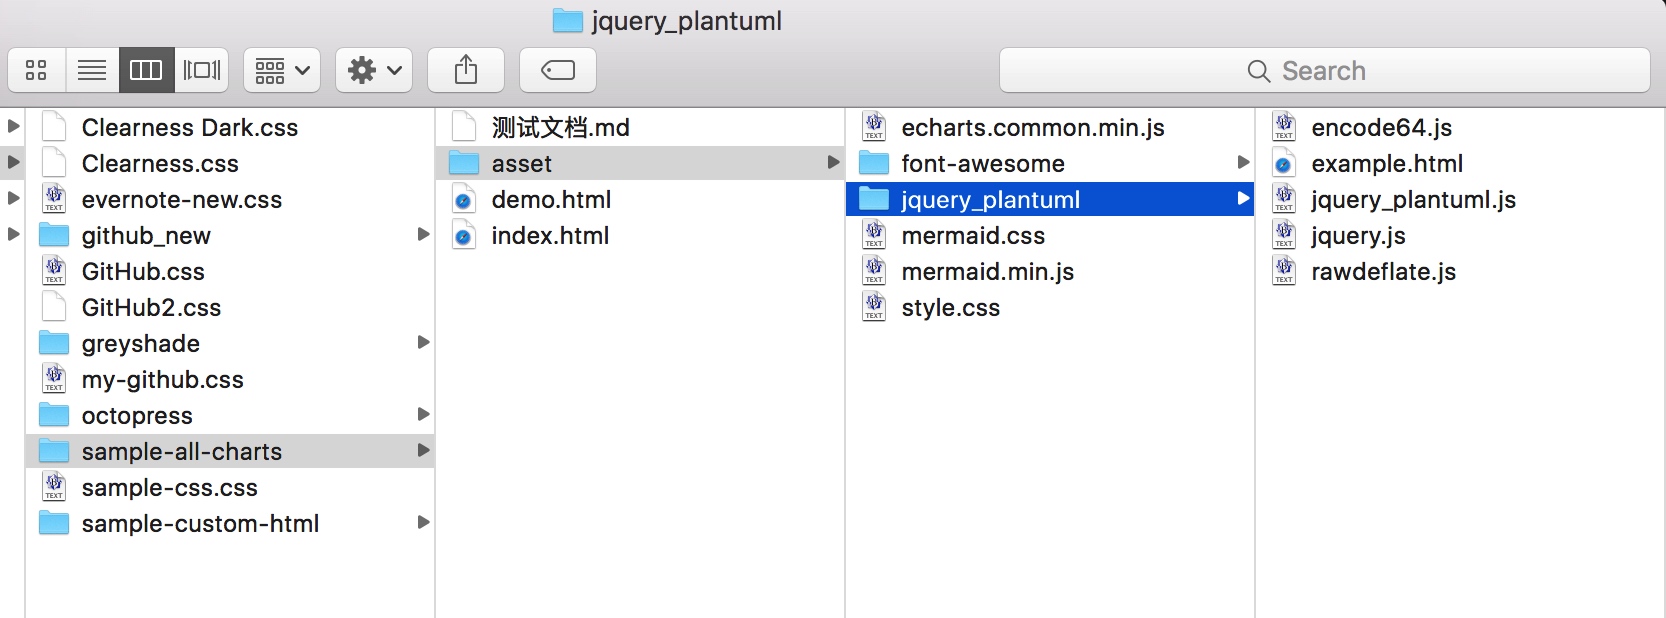 jquery_plantuml
Search
Clearness Dark.css
Clearness.css
evernote-new.css
github_new
GitHub.css
GitHub2.css
greyshade
my-github.css
octopress
sample-all-charts
sample-css.css
sample-custom-html
测试文档.md
asset
demo.html
index.html
echarts.common.min.js
font-awesome
jquery_plantuml
mermaid.css
mermaid.min.js
style.css
encode64.js
example.html
jquery_plantuml.js
jquery.js
rawdeflate.js